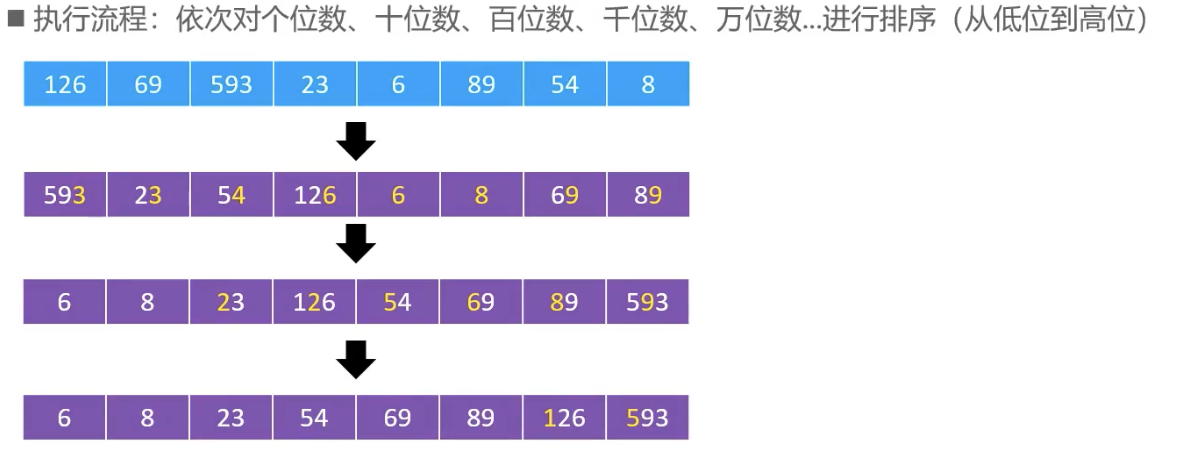 ■ 执行流程：依次对个位数、十位数、百位数、千位数、万位数...进行排序（从低位到高位）
126 69 593 23 6 89 54 8
593 23 54 126 6 8 69 89
6 8 23 126 54 69 89 593
6 8 23 54 69 89 126 593